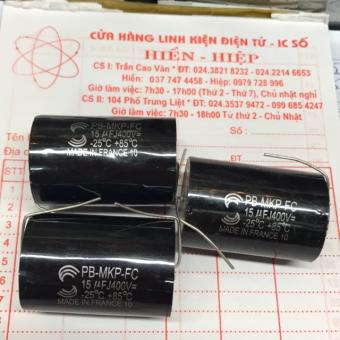 CỬA HÀNG LINH KIỆN ĐIỆN TỬ - IC SỐ
HIỀN - HIỆP
CS I: Trần Cao Vân * ĐT: 024.3821 8232 - 024.2214 6653
Hotline: 037 747 4458 - Hiệp: 0979 728 996
Giờ làm việc: 7h30 - 17h00 (Thứ 2 - Thứ 7), Chủ nhật nghỉ
CS II: 104 Phố Trung Liệt * ĐT: 024.3537 9472 - 099 685 4247
Giờ làm việc: 7h30 - 18h00 Từ thứ 2 - Chủ Nhật
Số:
ĐT
STT
PB-MKP-FC
15 µFJ400V=
-25°C +85°C
MADE IN FRANCE 10
PB-MKP-FC
15 µFJ400V=
-25°C +85°C
MADE IN FRANCE 10
PB-MKP-FC
15 µFJ400V=
-25°C +85°C
MADE IN FRANCE 10